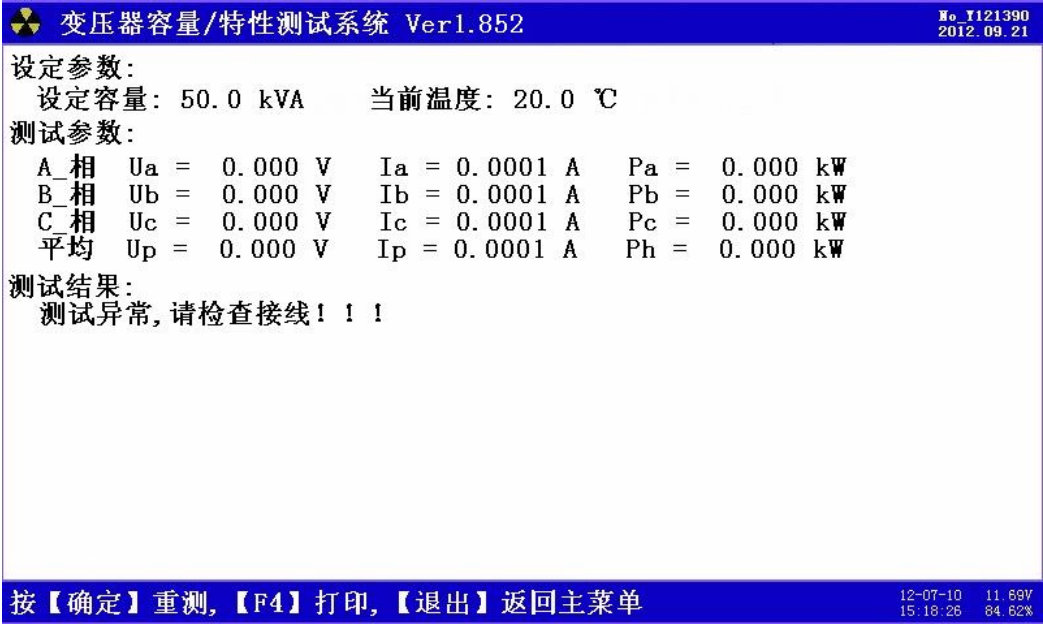 变压器容量/特性测试系统 Ver1.852
No_Y121390
2012.09.21
设定参数:
设定容量: 50.0 kVA 当前温度: 20.0 ℃
测试参数:
A_相 Ua = 0.000 V Ia = 0.0001 A Pa = 0.000 kW
B_相 Ub = 0.000 V Ib = 0.0001 A Pb = 0.000 kW
C_相 Uc = 0.000 V Ic = 0.0001 A Pc = 0.000 kW
平均 Up = 0.000 V Ip = 0.0001 A Ph = 0.000 kW
测试结果:
测试异常,请检查接线!!!
按【确定】重测,【F4】打印,【退出】返回主菜单
12-07-10 11.69V
15:18:26 84.62%